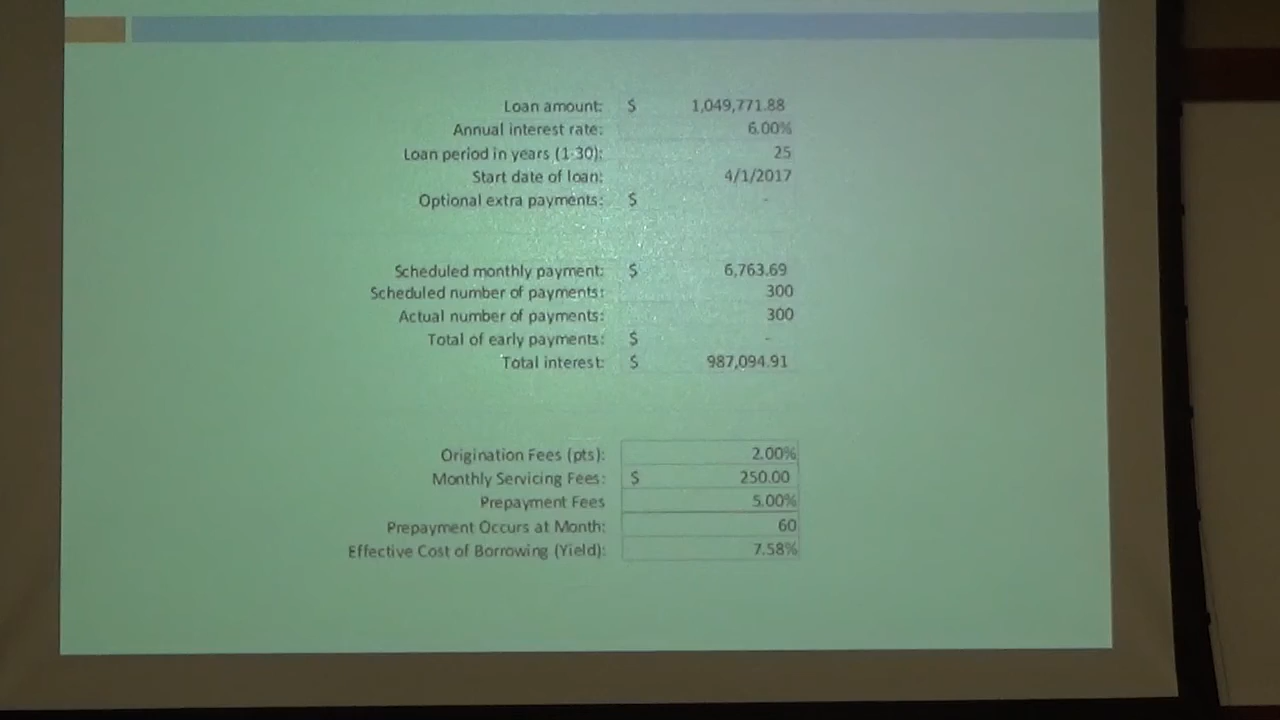 Loan amount: $ 1,049,771.88
Annual interest rate: 6.00%
Loan period in years (1-30): 25
Start date of loan: 4/1/2017
Optional extra payments: $ -
Scheduled monthly payment: $ 6,763.69
Scheduled number of payments: 300
Actual number of payments: 300
Total of early payments: $ -
Total interest: $ 987,094.91
Origination Fees (pts): 2.00%
Monthly Servicing Fees: $ 250.00
Prepayment Fees 5.00%
Prepayment Occurs at Month: 60
Effective Cost of Borrowing (Yield): 7.58%